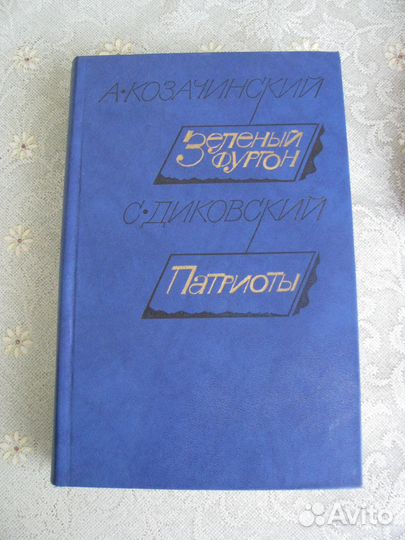 А•КОЗАЧИНСКИЙ
Зеленый
Фургон
С•ДИКОВСКИЙ
Патриоты
Avito